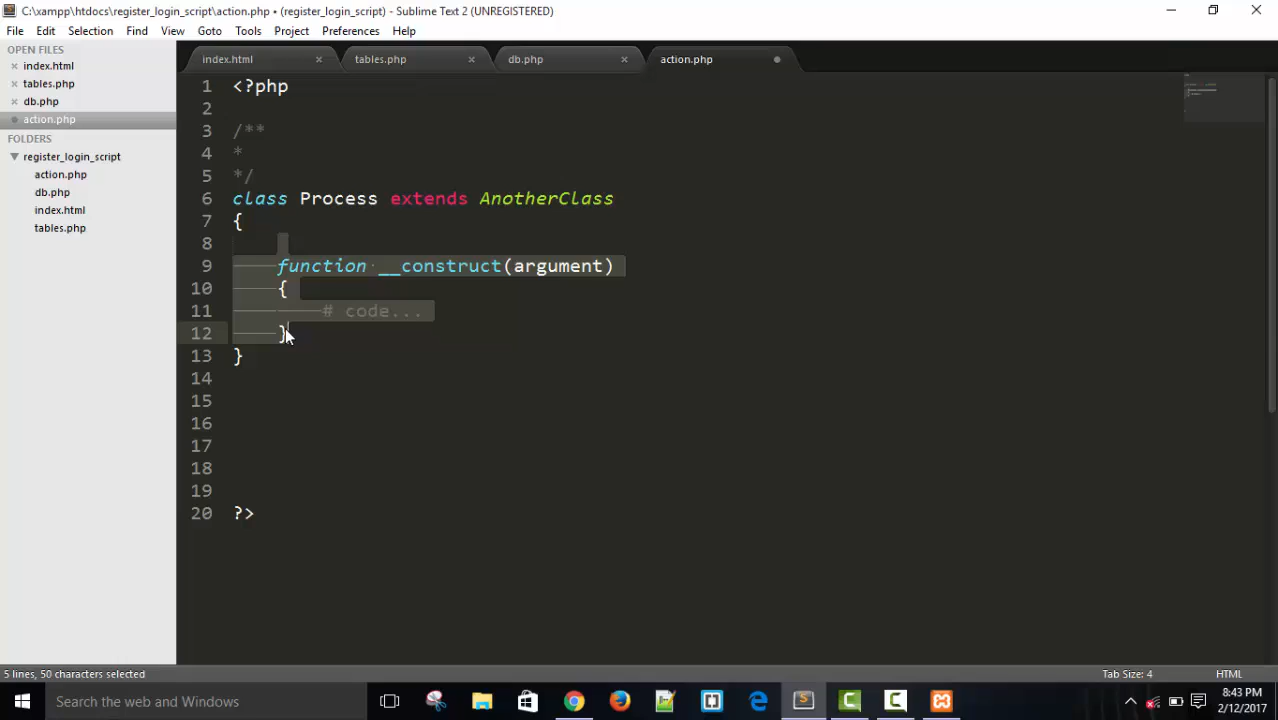 C:\xampp\htdocs\register_login_script\action.php • (register_login_script) - Sublime Text 2 (UNREGISTERED)
File Edit Selection Find View Goto Tools Project Preferences Help
OPEN FILES
index.html
tables.php
db.php
action.php
FOLDERS
register_login_script
action.php
db.php
index.html
tables.php
index.html × tables.php × db.php × action.php
1 <?php
2
3 /**
4 *
5 */
6 class Process extends AnotherClass
7 {
8
9 function __construct(argument)
10 {
11 # code...
12 }
13 }
14
15
16
17
18
19
20 ?>
5 lines, 50 characters selected Tab Size: 4 HTML
Search the web and Windows
8:43 PM
2/12/2017